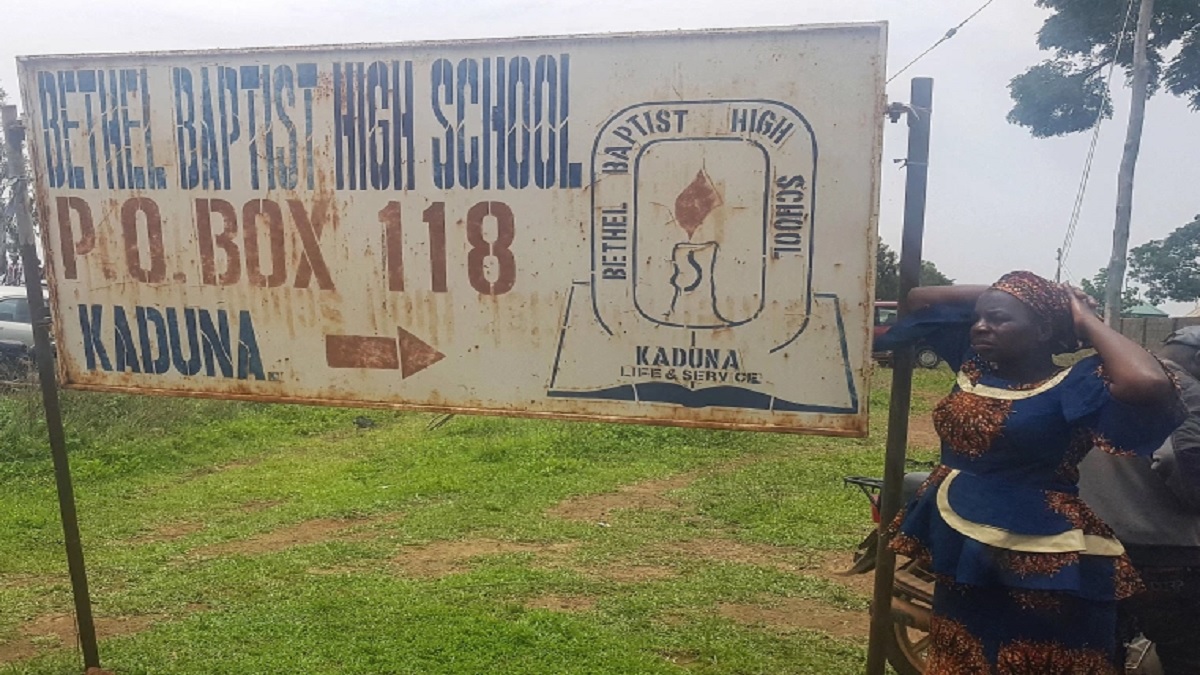 BETHEL BAPTIST HIGH SCHOOL
P.O. BOX 118
KADUNA
BETHEL BAPTIST HIGH SCHOOL
KADUNA
LIFE & SERVICE